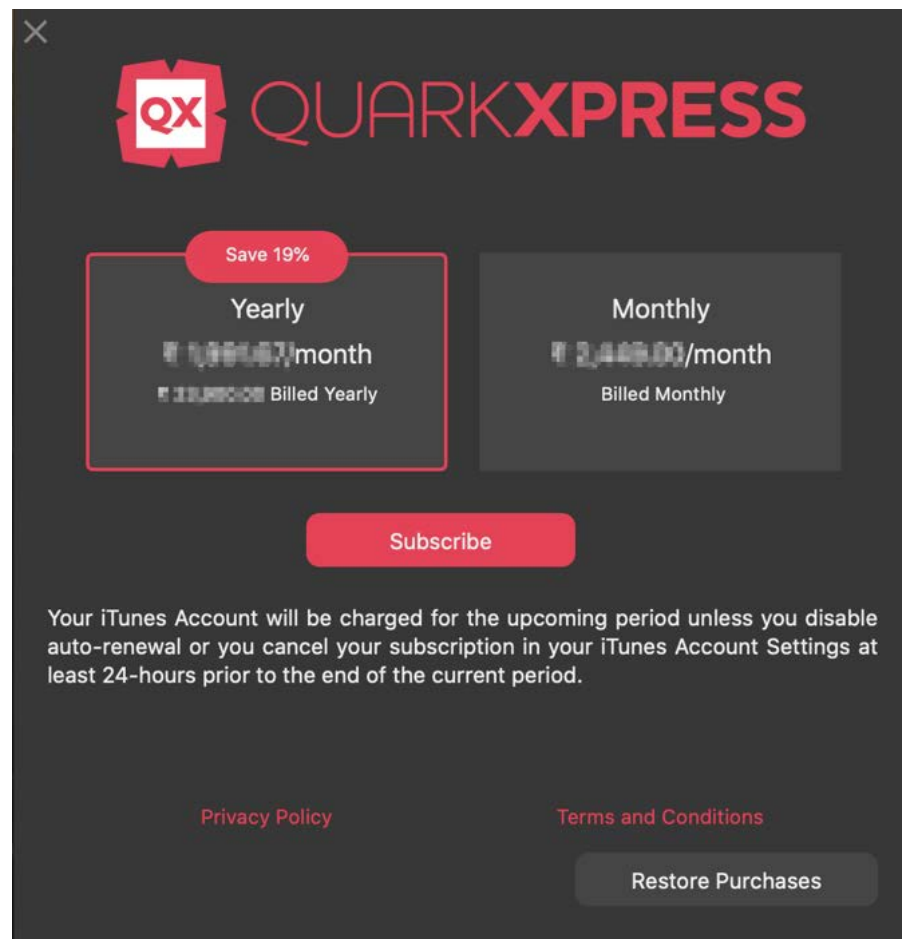 QX QUARKXPRESS
Save 19%
Yearly
/month
Billed Yearly
Monthly
/month
Billed Monthly
Subscribe
Your iTunes Account will be charged for the upcoming period unless you disable
auto-renewal or you cancel your subscription in your iTunes Account Settings at
least 24-hours prior to the end of the current period.
Privacy Policy
Terms and Conditions
Restore Purchases